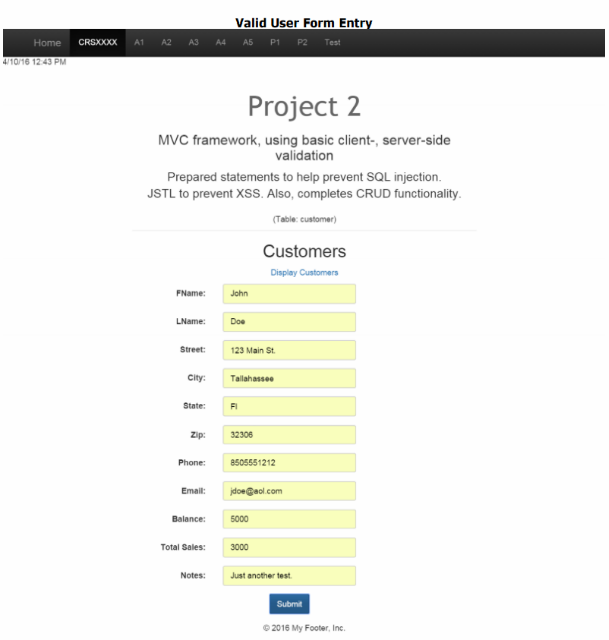 Valid User Form Entry
Home CRSXXXX A1 A2 A3 A4 A5 P1 P2 Test
4/10/16 12:43 PM
Project 2
MVC framework, using basic client-, server-side
validation
Prepared statements to help prevent SQL injection.
JSTL to prevent XSS. Also, completes CRUD functionality.
(Table: customer)
Customers
Display Customers
FName: John
LName: Doe
Street: 123 Main St.
City: Tallahassee
State: Fl
Zip: 32306
Phone: 8505551212
Email: jdoe@aol.com
Balance: 5000
Total Sales: 3000
Notes: Just another test.
Submit
© 2016 My Footer, Inc.